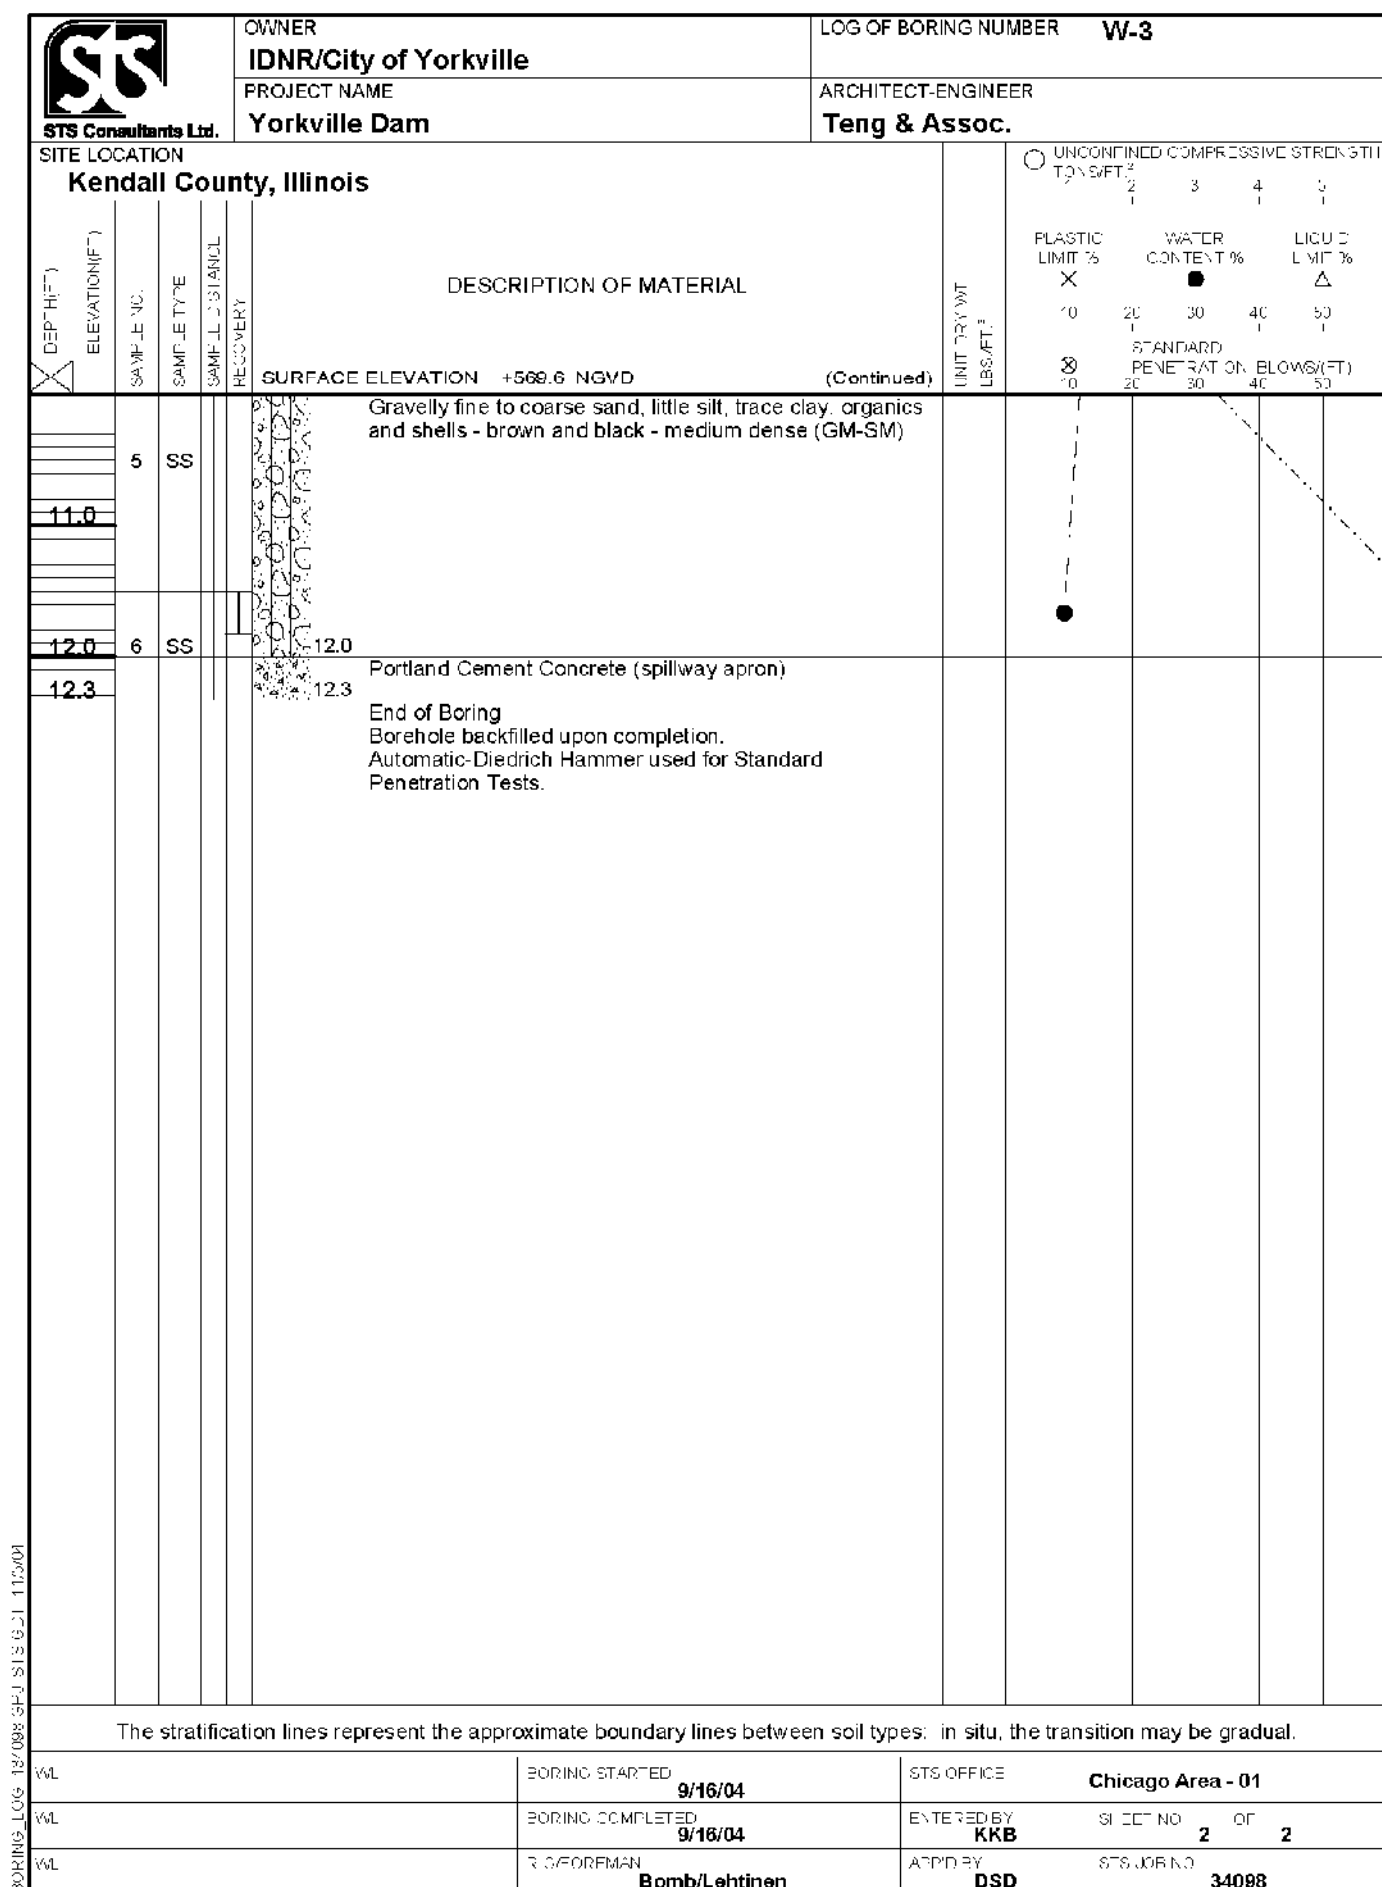 STS
STS Consultants Ltd.
OWNER
IDNR/City of Yorkville
LOG OF BORING NUMBER W-3
PROJECT NAME
Yorkville Dam
ARCHITECT-ENGINEER
Teng & Assoc.
SITE LOCATION
Kendall County, Illinois
UNCONFINED COMPRESSIVE STRENGTH
TONS/FT.²
1 2 3 4 5
PLASTIC WATER LIQUID
LIMIT % CONTENT % LIMIT %
10 20 30 40 50
STANDARD
PENETRATION BLOWS/(FT)
10 20 30 40 50
DEPTH(FT)
ELEVATION(FT)
SAMPLE NO.
SAMPLE TYPE
SAMPLE DISTANCE
RECOVERY
DESCRIPTION OF MATERIAL
SURFACE ELEVATION +569.6 NGVD (Continued)
UNIT DRY WT
LBS./FT.³
Gravelly fine to coarse sand, little silt, trace clay, organics
and shells - brown and black - medium dense (GM-SM)
5 SS
11.0
12.0 6 SS 12.0
Portland Cement Concrete (spillway apron)
12.3 12.3
End of Boring
Borehole backfilled upon completion.
Automatic-Diedrich Hammer used for Standard
Penetration Tests.
The stratification lines represent the approximate boundary lines between soil types: in situ, the transition may be gradual.
WL
BORING STARTED
9/16/04
STS OFFICE
Chicago Area - 01
WL
BORING COMPLETED
9/16/04
ENTERED BY
KKB
SHEET NO. OF
2 2
WL
RIG/FOREMAN
Bomb/Lehtinen
APP'D BY
DSD
STS JOB NO.
34098